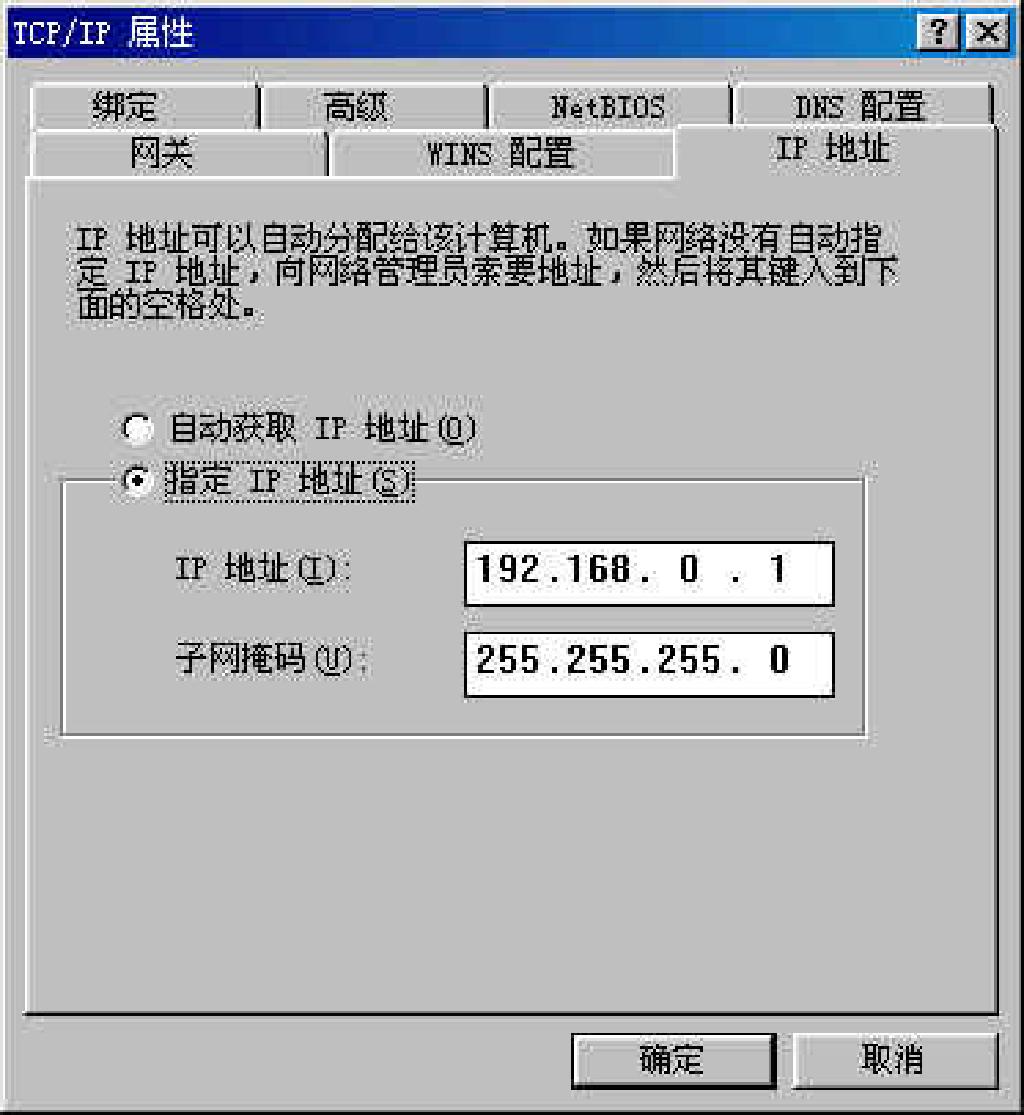 TCP/IP 属性
绑定 高级 NetBIOS DNS 配置
网关 WINS 配置 IP 地址
IP 地址可以自动分配给该计算机。如果网络没有自动指
定 IP 地址，向网络管理员索要地址，然后将其键入到下
面的空格处。
自动获取 IP 地址(O)
指定 IP 地址(S)
IP 地址(I): 192.168. 0 . 1
子网掩码(U): 255.255.255. 0
确定 取消